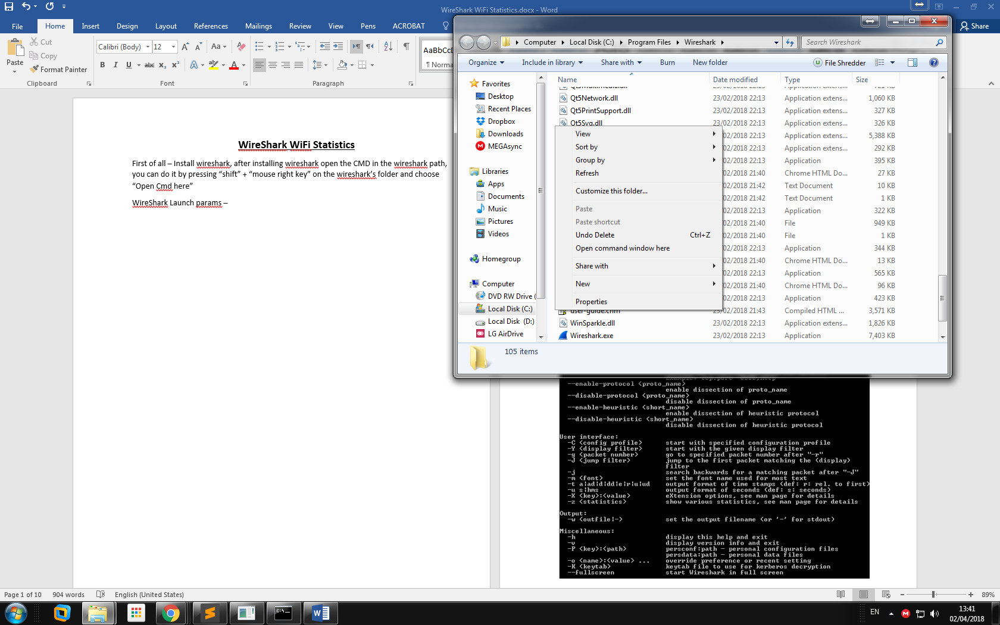 WireShark WiFi Statistics.docx - Word
File
Home
Insert
Design
Layout
References
Mailings
Review
View
Pens
ACROBAT
Share
Paste
Cut
Copy
Format Painter
Clipboard
Calibri (Body)
12
Font
Paragraph
AaBbCcD
¶ Norma
WireShark WiFi Statistics
First of all – Install wireshark, after installing wireshark open the CMD in the wireshark path,
you can do it by pressing “shift” + “mouse right key” on the wireshark’s folder and choose
“Open Cmd here”
WireShark Launch params –
Computer
Local Disk (C:)
Program Files
Wireshark
Search Wireshark
Organize
Include in library
Share with
Burn
New folder
File Shredder
Favorites
Desktop
Recent Places
Dropbox
Downloads
MEGAsync
Libraries
Apps
Documents
Music
Pictures
Videos
Homegroup
Computer
DVD RW Drive (
Local Disk (C:)
Local Disk (D:)
LG AirDrive
Name Date modified Type Size
Qt5Network.dll 23/02/2018 22:13 Application extens... 1,060 KB
Qt5PrintSupport.dll 23/02/2018 22:13 Application extens... 327 KB
Qt5Svg.dll 23/02/2018 22:13 Application extens... 326 KB
/02/2018 22:13 Application extens... 5,388 KB
/02/2018 22:13 Application extens... 292 KB
/02/2018 22:13 Application 395 KB
/02/2018 21:40 Chrome HTML Do... 27 KB
/02/2018 21:42 Text Document 10 KB
/02/2018 21:42 Text Document 1 KB
/02/2018 22:13 Application 322 KB
/02/2018 21:40 File 949 KB
/02/2018 21:40 File 1 KB
/02/2018 22:13 Application 344 KB
/02/2018 21:40 Chrome HTML Do... 13 KB
/02/2018 22:13 Application 565 KB
/02/2018 21:40 Chrome HTML Do... 96 KB
/02/2018 22:13 Application 423 KB
user-guide.chm 23/02/2018 21:43 Compiled HTML ... 3,571 KB
WinSparkle.dll 23/02/2018 22:13 Application extens... 1,826 KB
Wireshark.exe 23/02/2018 22:13 Application 7,403 KB
View
Sort by
Group by
Refresh
Customize this folder...
Paste
Paste shortcut
Undo Delete Ctrl+Z
Open command window here
Share with
New
Properties
105 items
--enable-protocol <proto_name>
enable dissection of proto_name
--disable-protocol <proto_name>
disable dissection of proto_name
--enable-heuristic <short_name>
enable dissection of heuristic protocol
--disable-heuristic <short_name>
disable dissection of heuristic protocol
User interface:
-C <config profile> start with specified configuration profile
-Y <display filter> start with the given display filter
-g <packet number> go to specified packet number after "-r"
-J <jump filter> jump to the first packet matching the (display)
filter
-j search backwards for a matching packet after "-J"
-m <font> set the font name used for most text
-t a|ad|d|dd|e|r|u|ud output format of time stamps (def: r: rel. to first)
-u s|hms output format of seconds (def: s: seconds)
-X <key>:<value> eXtension options, see man page for details
-z <statistics> show various statistics, see man page for details
Output:
-w <outfile|-> set the output filename (or '-' for stdout)
Miscellaneous:
-h display this help and exit
-v display version info and exit
-P <key>:<path> persconf:path - personal configuration files
persdata:path - personal data files
-o <name>:<value> ... override preference or recent setting
-K <keytab> keytab file to use for kerberos decryption
--fullscreen start Wireshark in full screen
Page 1 of 10
904 words
English (United States)
89%
EN
13:41
02/04/2018